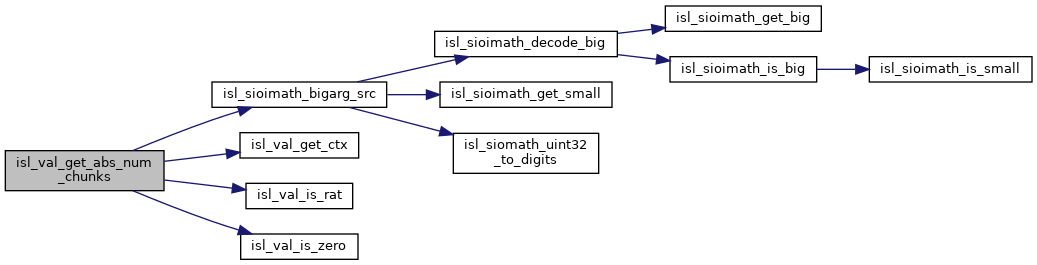 isl_val_get_abs_num
_chunks
isl_sioimath_bigarg_src
isl_val_get_ctx
isl_val_is_rat
isl_val_is_zero
isl_sioimath_decode_big
isl_sioimath_get_small
isl_siomath_uint32
_to_digits
isl_sioimath_get_big
isl_sioimath_is_big
isl_sioimath_is_small